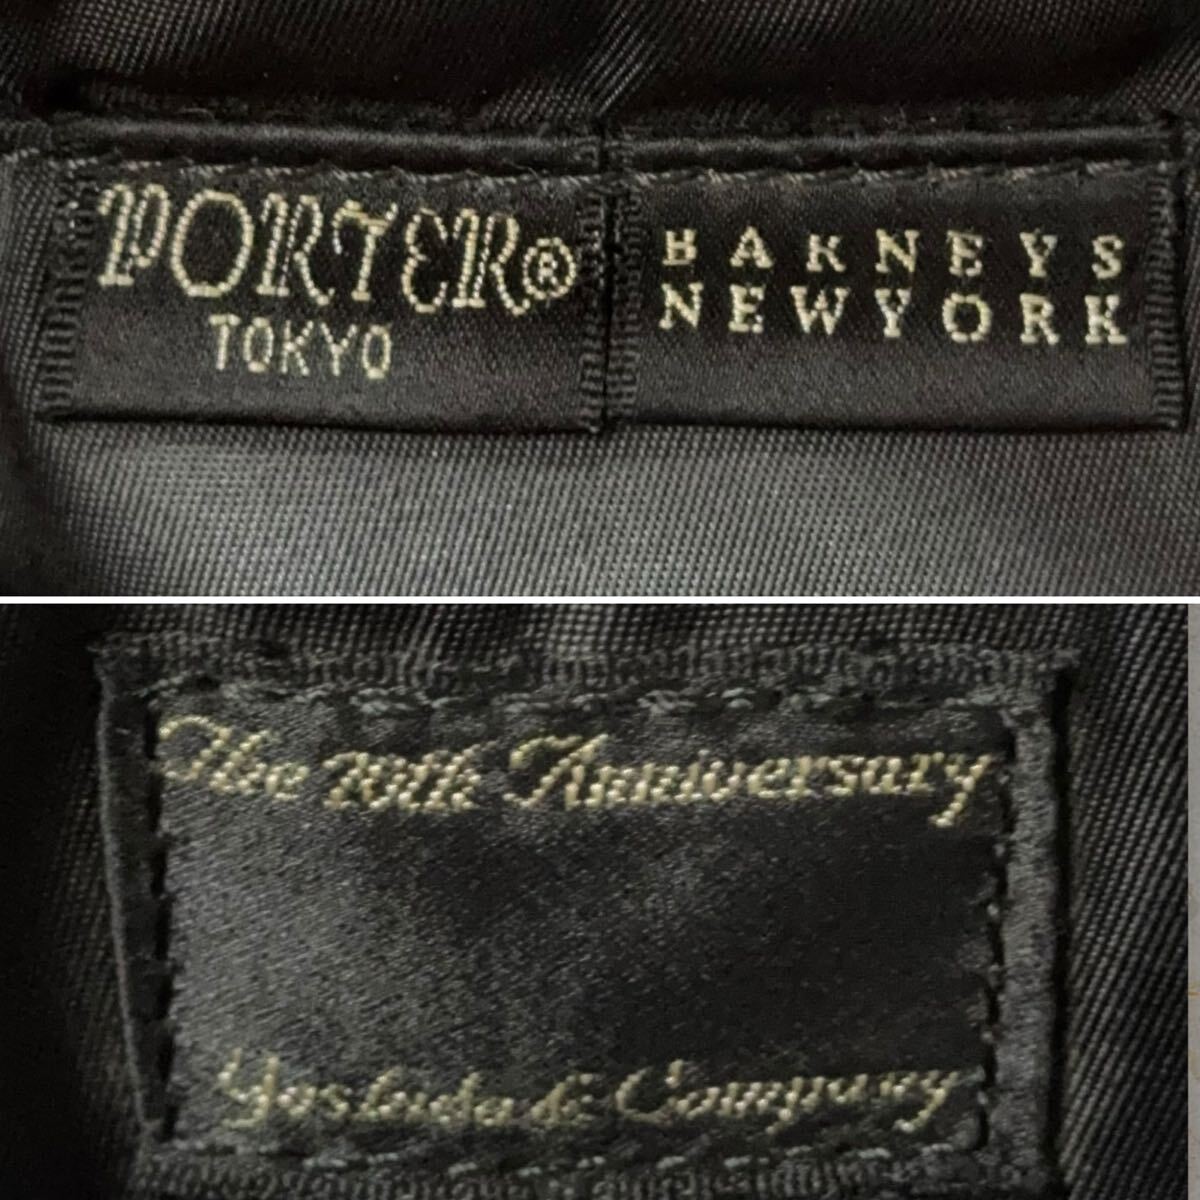 PORTER®
TOKYO
BARNEYS
NEWYORK
The 70th Anniversary
Yoshida & Company